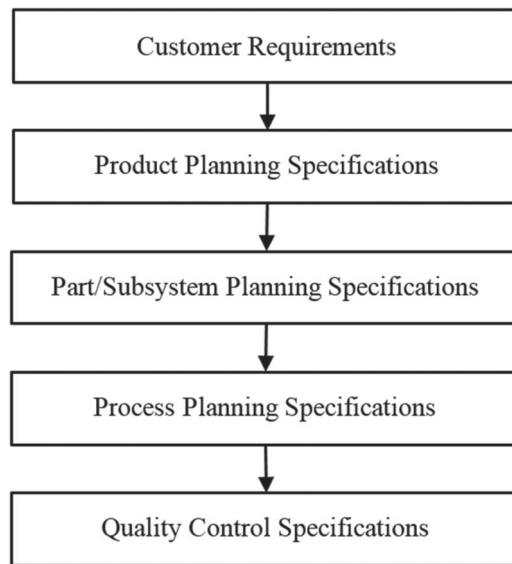 Customer Requirements
Product Planning Specifications
Part/Subsystem Planning Specifications
Process Planning Specifications
Quality Control Specifications